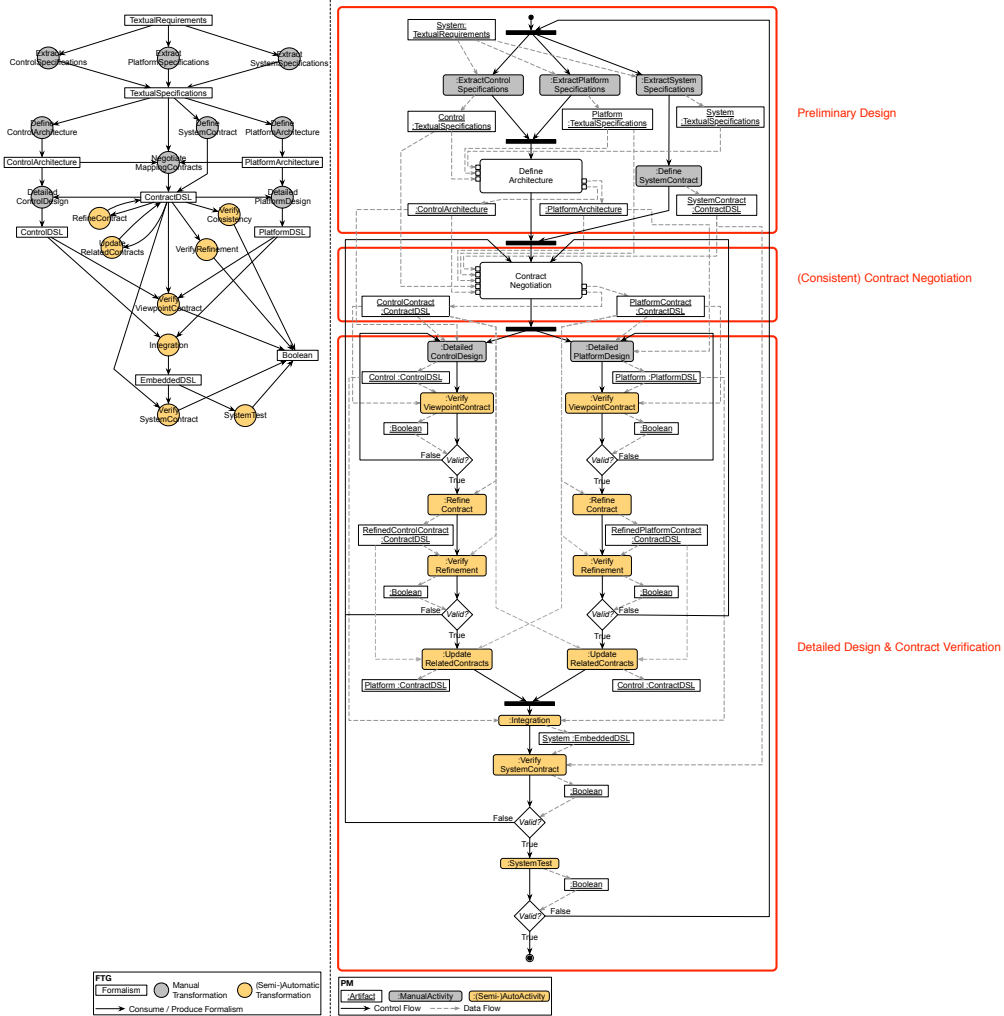 TextualRequirements
Extract
ControlSpecifications
Extract
PlatformSpecifications
Extract
SystemSpecifications
TextualSpecifications
Define
ControlArchitecture
Define
SystemContract
Define
PlatformArchitecture
ControlArchitecture
Negotiate
MappingContracts
PlatformArchitecture
Detailed
ControlDesign
ContractDSL
Detailed
PlatformDesign
RefineContract
Verify
Consistency
ControlDSL
Update
RelatedContracts
VerifyRefinement
PlatformDSL
Verify
ViewpointContract
Integration
Boolean
EmbeddedDSL
Verify
SystemContract
SystemTest
FTG
Formalism
Manual
Transformation
(Semi-)Automatic
Transformation
Consume / Produce Formalism
System:
TextualRequirements
:ExtractControl
Specifications
:ExtractPlatform
Specifications
:ExtractSystem
Specifications
Control
:TextualSpecifications
Platform
:TextualSpecifications
System
:TextualSpecifications
Define
Architecture
:Define
SystemContract
:ControlArchitecture
:PlatformArchitecture
SystemContract
:ContractDSL
Preliminary Design
Contract
Negotiation
ControlContract
:ContractDSL
PlatformContract
:ContractDSL
(Consistent) Contract Negotiation
:Detailed
ControlDesign
:Detailed
PlatformDesign
Control :ControlDSL
Platform :PlatformDSL
:Verify
ViewpointContract
:Verify
ViewpointContract
:Boolean
:Boolean
False
Valid?
Valid?
False
True
True
:Refine
Contract
:Refine
Contract
RefinedControlContract
:ContractDSL
RefinedPlatformContract
:ContractDSL
:Verify
Refinement
:Verify
Refinement
:Boolean
:Boolean
False
Valid?
Valid?
False
True
True
:Update
RelatedContracts
:Update
RelatedContracts
Platform :ContractDSL
Control :ContractDSL
Detailed Design & Contract Verification
:Integration
System :EmbeddedDSL
:Verify
SystemContract
:Boolean
False
Valid?
True
:SystemTest
:Boolean
Valid?
False
True
PM
:Artifact
:ManualActivity
:(Semi-)AutoActivity
Control Flow
Data Flow